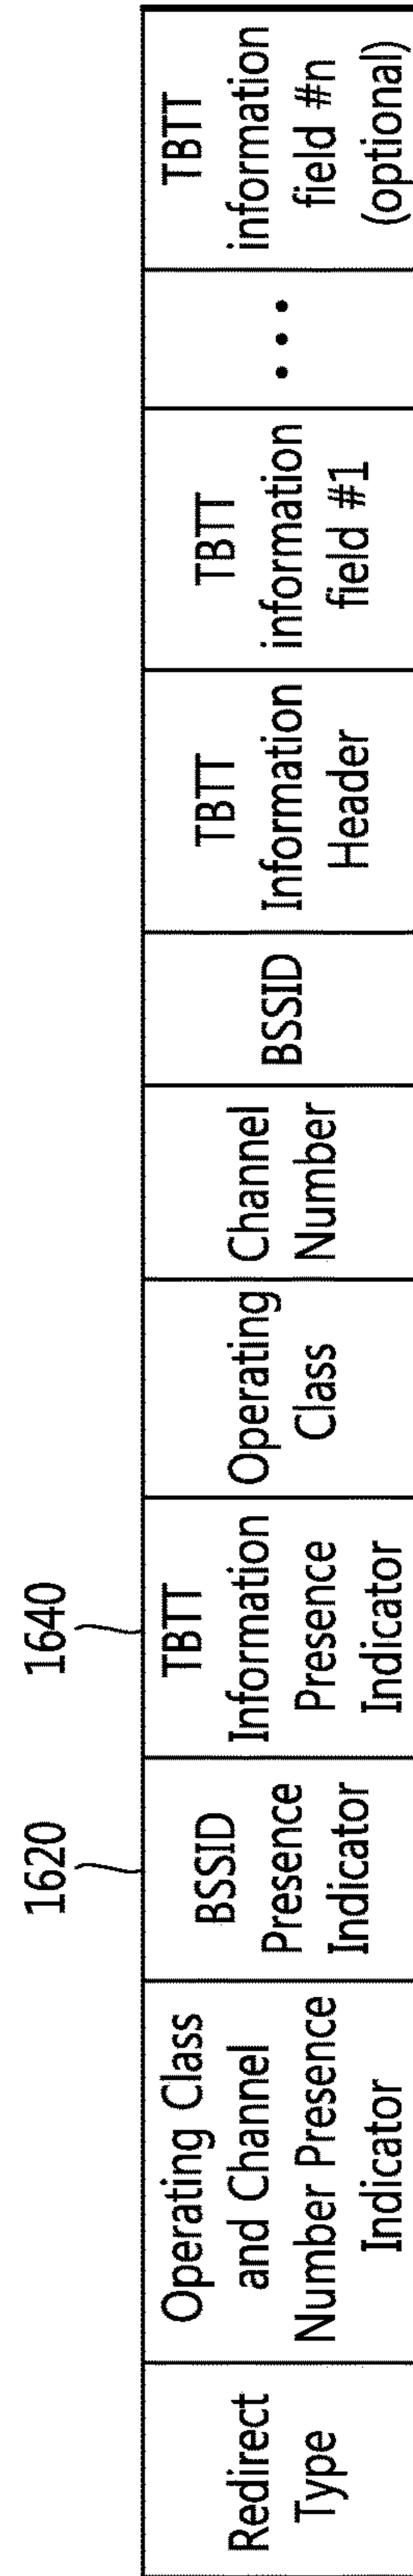 1620
1640
Redirect
Type
Operating Class
and Channel
Number Presence
Indicator
BSSID
Presence
Indicator
TBTT
Information
Presence
Indicator
Operating
Class
Channel
Number
BSSID
TBTT
Information
Header
TBTT
information
field #1
• • •
TBTT
information
field #n
(optional)